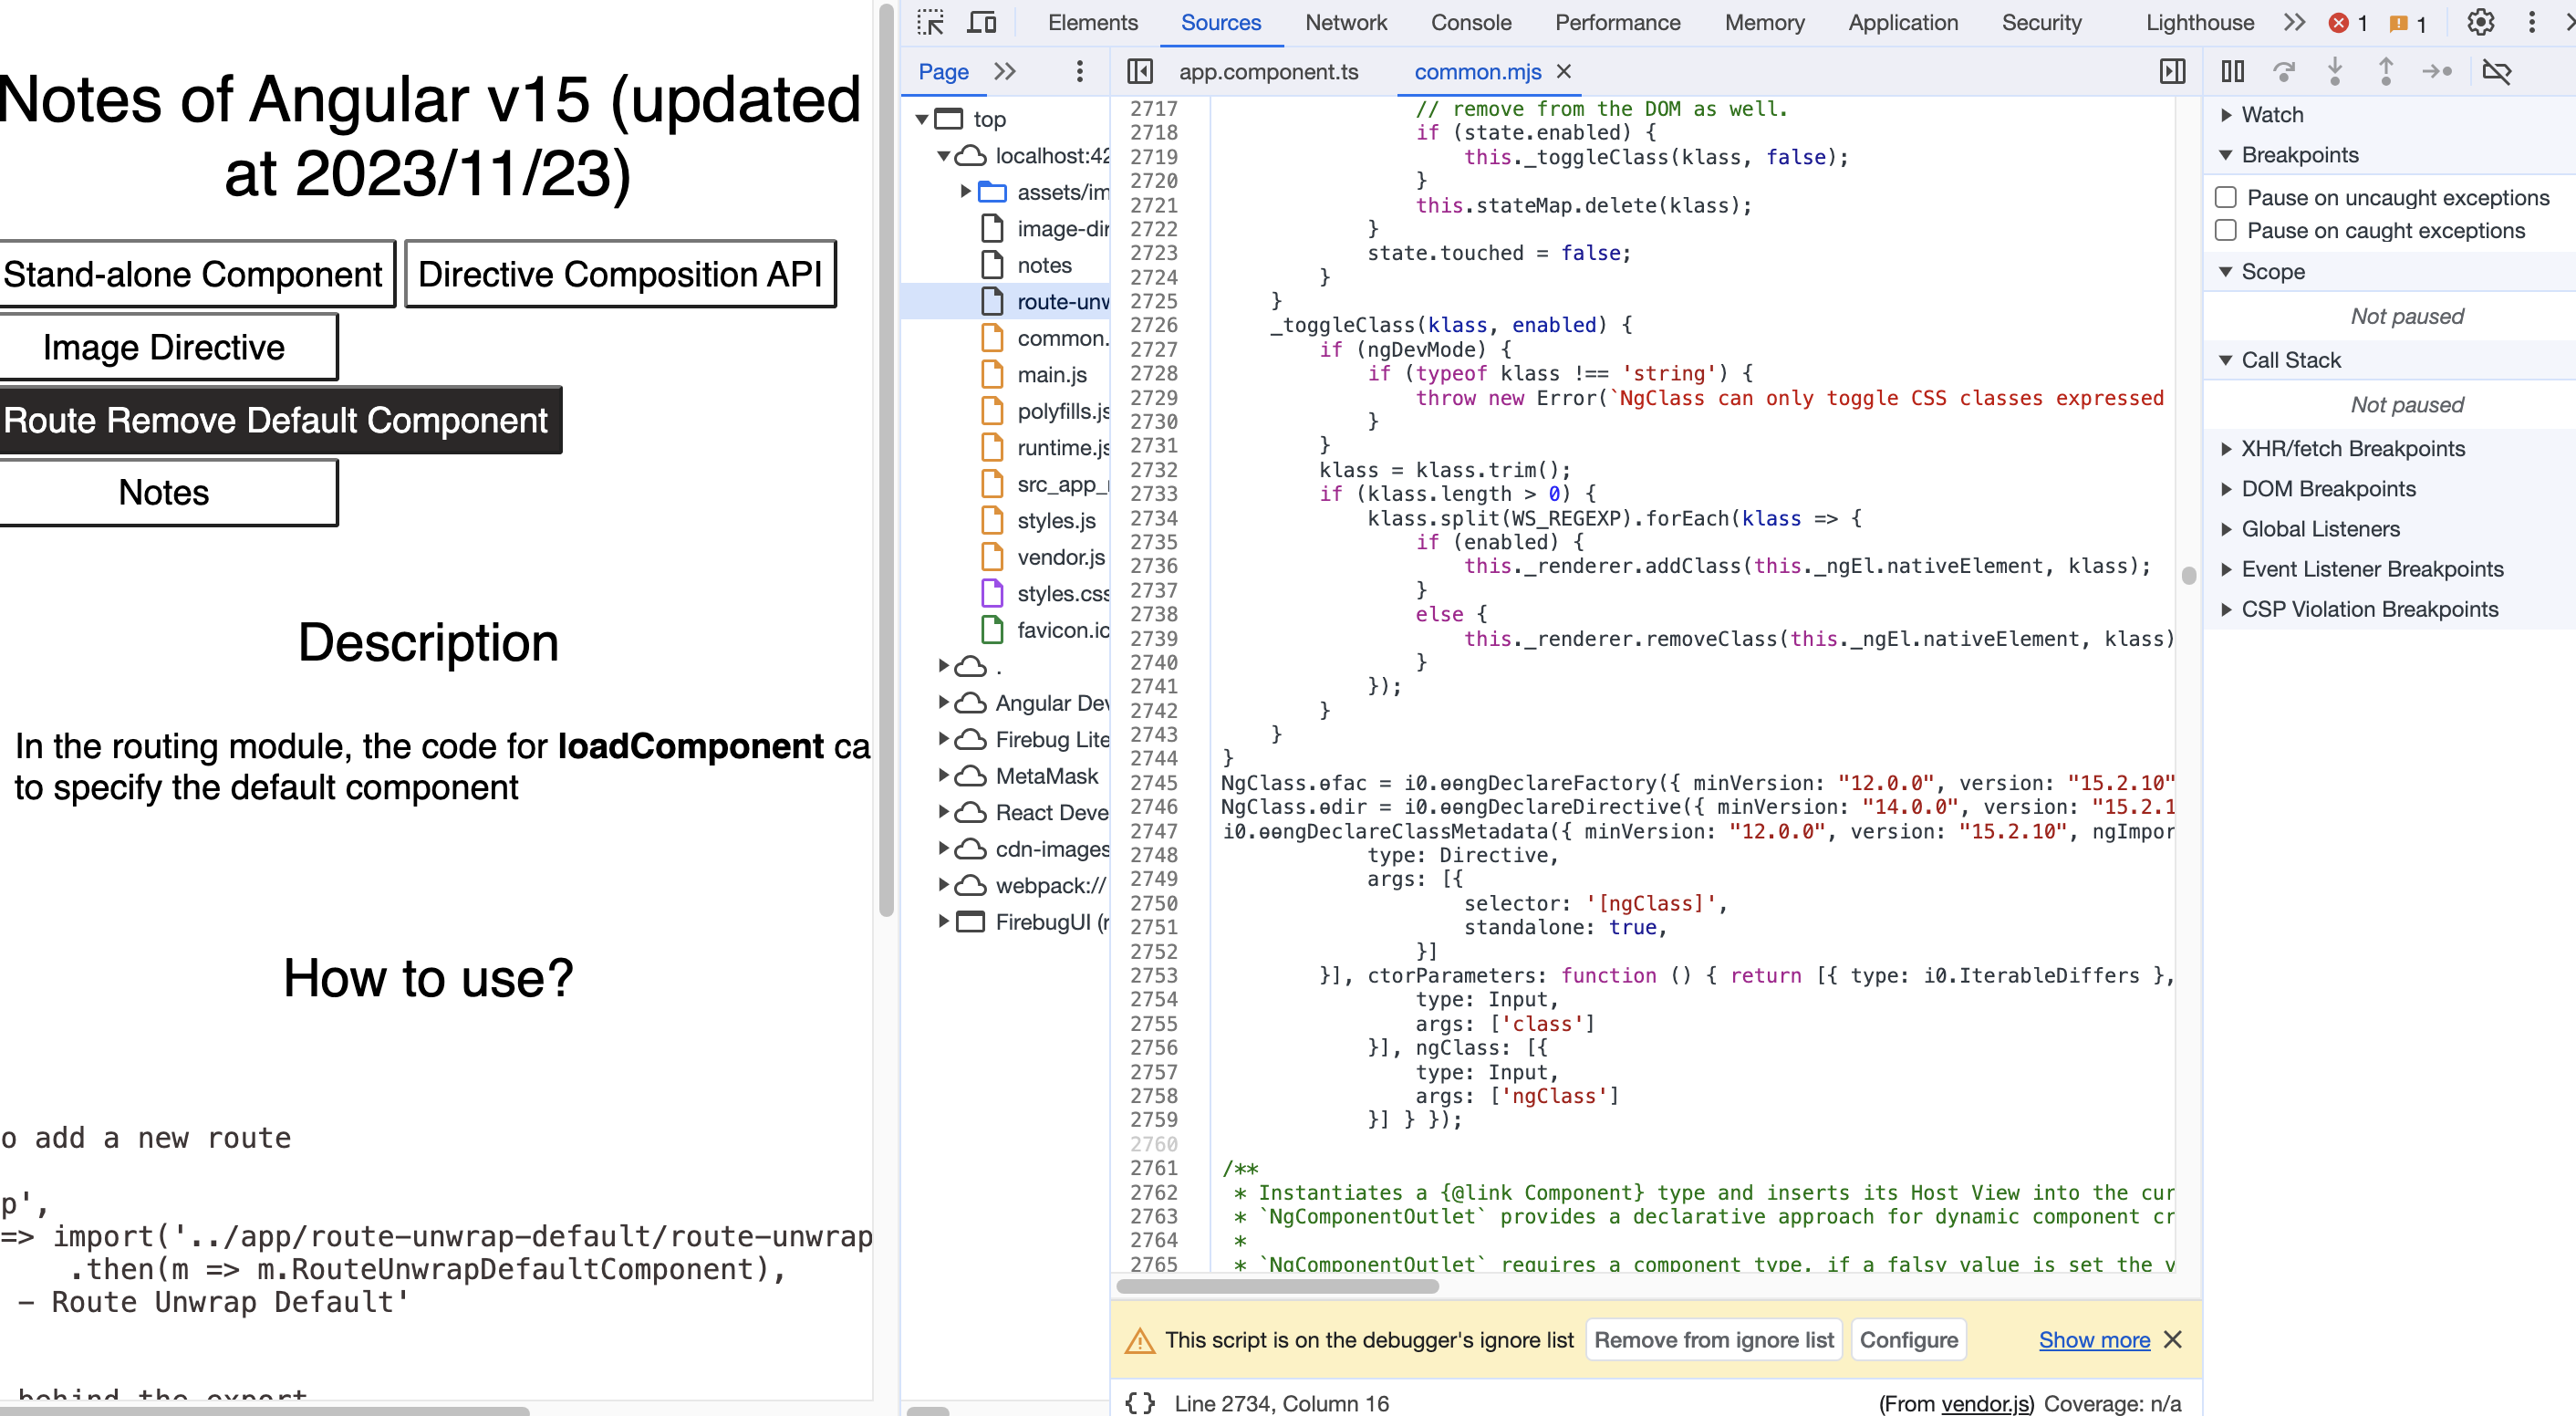 Notes of Angular v15 (updated
at 2023/11/23)
Stand-alone Component
Directive Composition API
Image Directive
Route Remove Default Component
Notes
Description
In the routing module, the code for loadComponent ca
to specify the default component
How to use?
o add a new route
p',
=> import('../app/route-unwrap-default/route-unwrap
.then(m => m.RouteUnwrapDefaultComponent),
– Route Unwrap Default'
behind the export
Elements
Sources
Network
Console
Performance
Memory
Application
Security
Lighthouse
1
1
Page
app.component.ts
common.mjs
top
localhost:42
assets/im
image-dir
notes
route-unw
common.
main.js
polyfills.js
runtime.js
src_app_
styles.js
vendor.js
styles.css
favicon.ic
.
Angular Dev
Firebug Lite
MetaMask
React Deve
cdn-images
webpack://
FirebugUI (r
2717 // remove from the DOM as well.
2718 if (state.enabled) {
2719 this._toggleClass(klass, false);
2720 }
2721 this.stateMap.delete(klass);
2722 }
2723 state.touched = false;
2724 }
2725 }
2726 _toggleClass(klass, enabled) {
2727 if (ngDevMode) {
2728 if (typeof klass !== 'string') {
2729 throw new Error(`NgClass can only toggle CSS classes expressed
2730 }
2731 }
2732 klass = klass.trim();
2733 if (klass.length > 0) {
2734 klass.split(WS_REGEXP).forEach(klass => {
2735 if (enabled) {
2736 this._renderer.addClass(this._ngEl.nativeElement, klass);
2737 }
2738 else {
2739 this._renderer.removeClass(this._ngEl.nativeElement, klass)
2740 }
2741 });
2742 }
2743 }
2744 }
2745 NgClass.ɵfac = i0.ɵɵngDeclareFactory({ minVersion: "12.0.0", version: "15.2.10"
2746 NgClass.ɵdir = i0.ɵɵngDeclareDirective({ minVersion: "14.0.0", version: "15.2.1
2747 i0.ɵɵngDeclareClassMetadata({ minVersion: "12.0.0", version: "15.2.10", ngImpor
2748 type: Directive,
2749 args: [{
2750 selector: '[ngClass]',
2751 standalone: true,
2752 }]
2753 }], ctorParameters: function () { return [{ type: i0.IterableDiffers },
2754 type: Input,
2755 args: ['class']
2756 }], ngClass: [{
2757 type: Input,
2758 args: ['ngClass']
2759 }] } });
2760
2761 /**
2762 * Instantiates a {@link Component} type and inserts its Host View into the cur
2763 * `NgComponentOutlet` provides a declarative approach for dynamic component cr
2764 *
2765 * `NgComponentOutlet` requires a component type, if a falsy value is set the v
This script is on the debugger's ignore list
Remove from ignore list
Configure
Show more
{ } Line 2734, Column 16
(From vendor.js) Coverage: n/a
Watch
Breakpoints
Pause on uncaught exceptions
Pause on caught exceptions
Scope
Not paused
Call Stack
Not paused
XHR/fetch Breakpoints
DOM Breakpoints
Global Listeners
Event Listener Breakpoints
CSP Violation Breakpoints